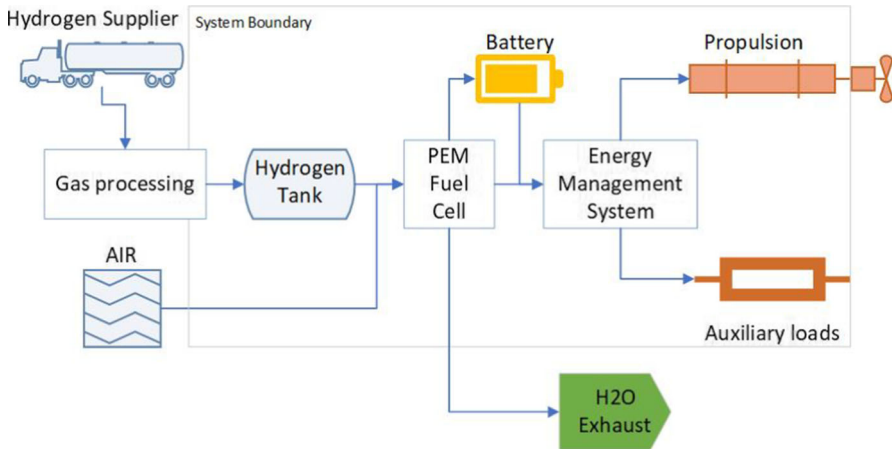 Hydrogen Supplier
System Boundary
Battery
Propulsion
Gas processing
Hydrogen
Tank
PEM
Fuel
Cell
Energy
Management
System
AIR
Auxiliary loads
H2O
Exhaust